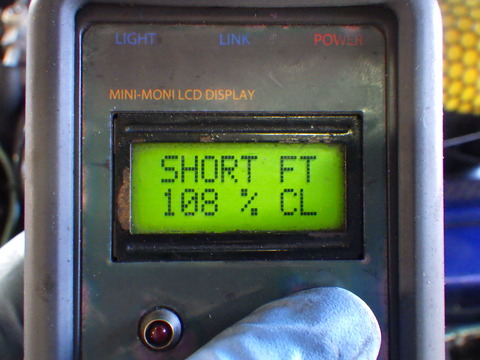 LIGHT LINK POWER
MINI-MONI LCD DISPLAY
SHORT FT
108 % CL